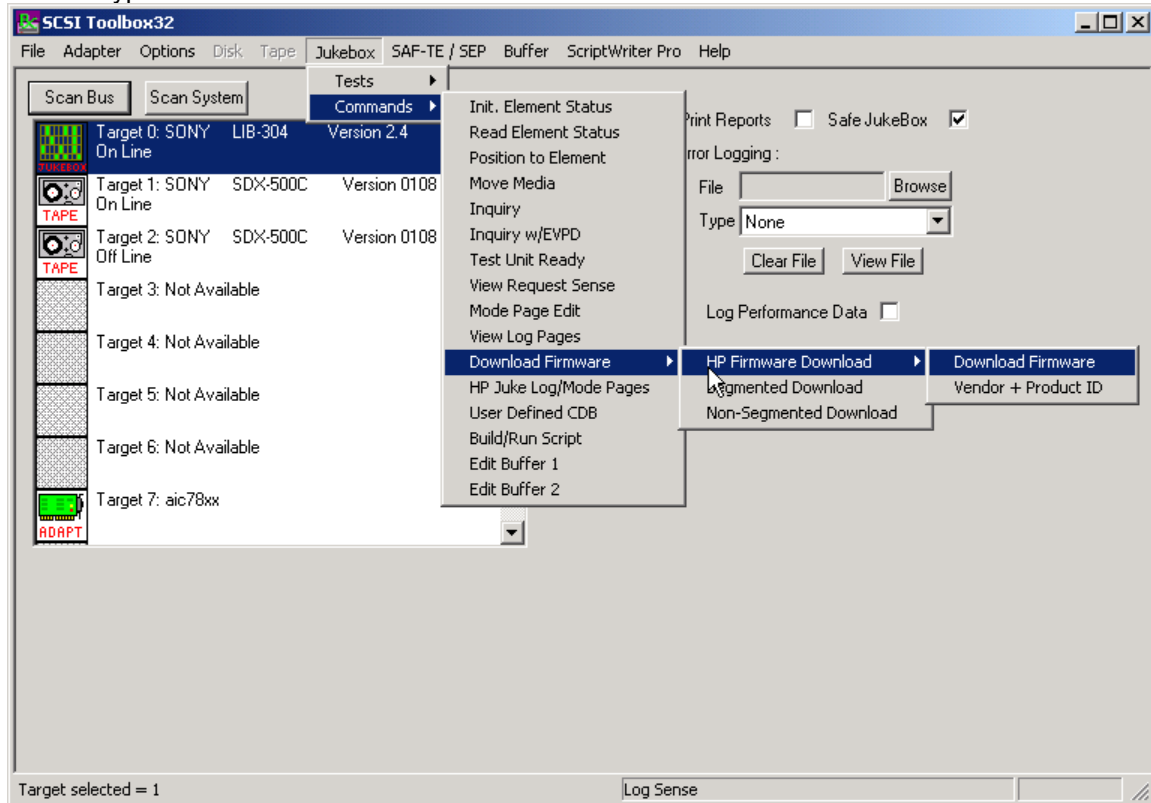 SCSI Toolbox32
File Adapter Options Disk Tape Jukebox SAF-TE / SEP Buffer ScriptWriter Pro Help
Scan Bus Scan System
Tests
Commands
Init. Element Status
Read Element Status
Position to Element
Move Media
Inquiry
Inquiry w/EVPD
Test Unit Ready
View Request Sense
Mode Page Edit
View Log Pages
Download Firmware
HP Juke Log/Mode Pages
User Defined CDB
Build/Run Script
Edit Buffer 1
Edit Buffer 2
HP Firmware Download
Segmented Download
Non-Segmented Download
Download Firmware
Vendor + Product ID
JUKEBOX
Target 0: SONY LIB-304 Version 2.4
On Line
TAPE
Target 1: SONY SDX-500C Version 0108
On Line
TAPE
Target 2: SONY SDX-500C Version 0108
Off Line
Target 3: Not Available
Target 4: Not Available
Target 5: Not Available
Target 6: Not Available
ADAPT
Target 7: aic78xx
Print Reports Safe JukeBox
rror Logging :
File Browse
Type None
Clear File View File
Log Performance Data
Target selected = 1
Log Sense